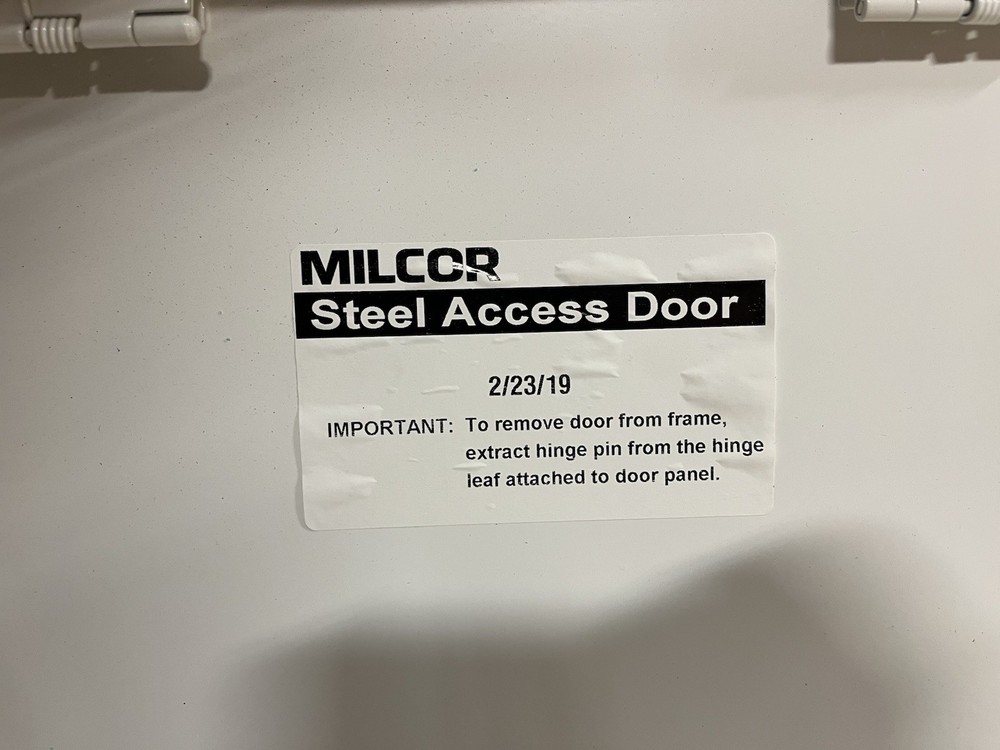 MILCOR
Steel Access Door
2/23/19
IMPORTANT: To remove door from frame,
extract hinge pin from the hinge
leaf attached to door panel.